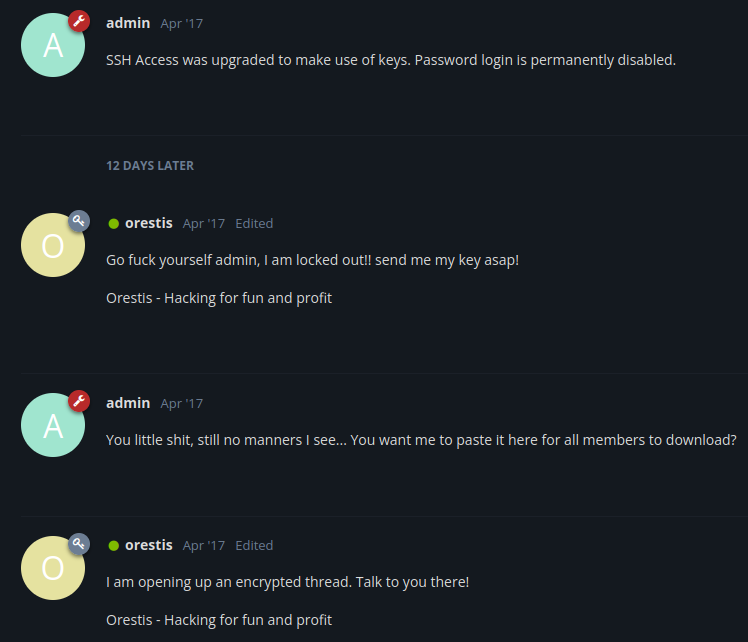 A
admin Apr '17
SSH Access was upgraded to make use of keys. Password login is permanently disabled.
12 DAYS LATER
O
orestis Apr '17 Edited
Go fuck yourself admin, I am locked out!! send me my key asap!
Orestis - Hacking for fun and profit
A
admin Apr '17
You little shit, still no manners I see... You want me to paste it here for all members to download?
O
orestis Apr '17 Edited
I am opening up an encrypted thread. Talk to you there!
Orestis - Hacking for fun and profit